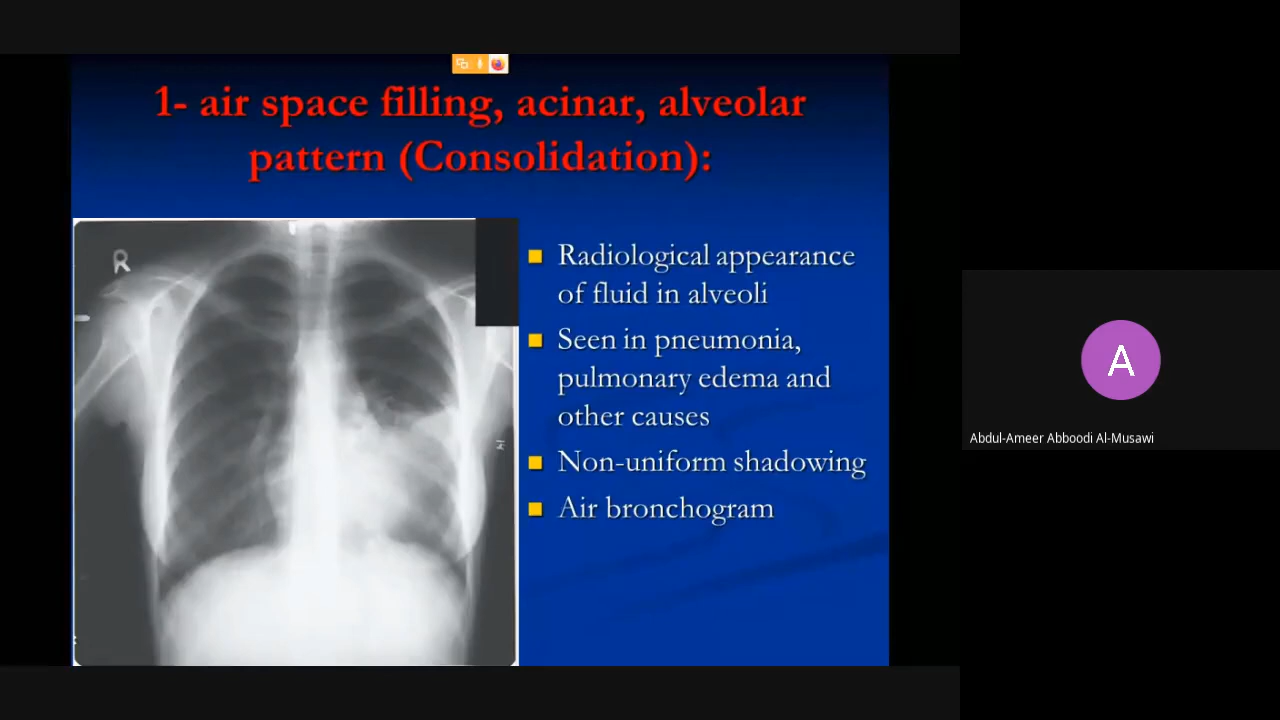 1- air space filling, acinar, alveolar
pattern (Consolidation):
R
Radiological appearance
of fluid in alveoli
Seen in pneumonia,
pulmonary edema and
other causes
Non-uniform shadowing
Air bronchogram
A
Abdul-Ameer Abboodi Al-Musawi